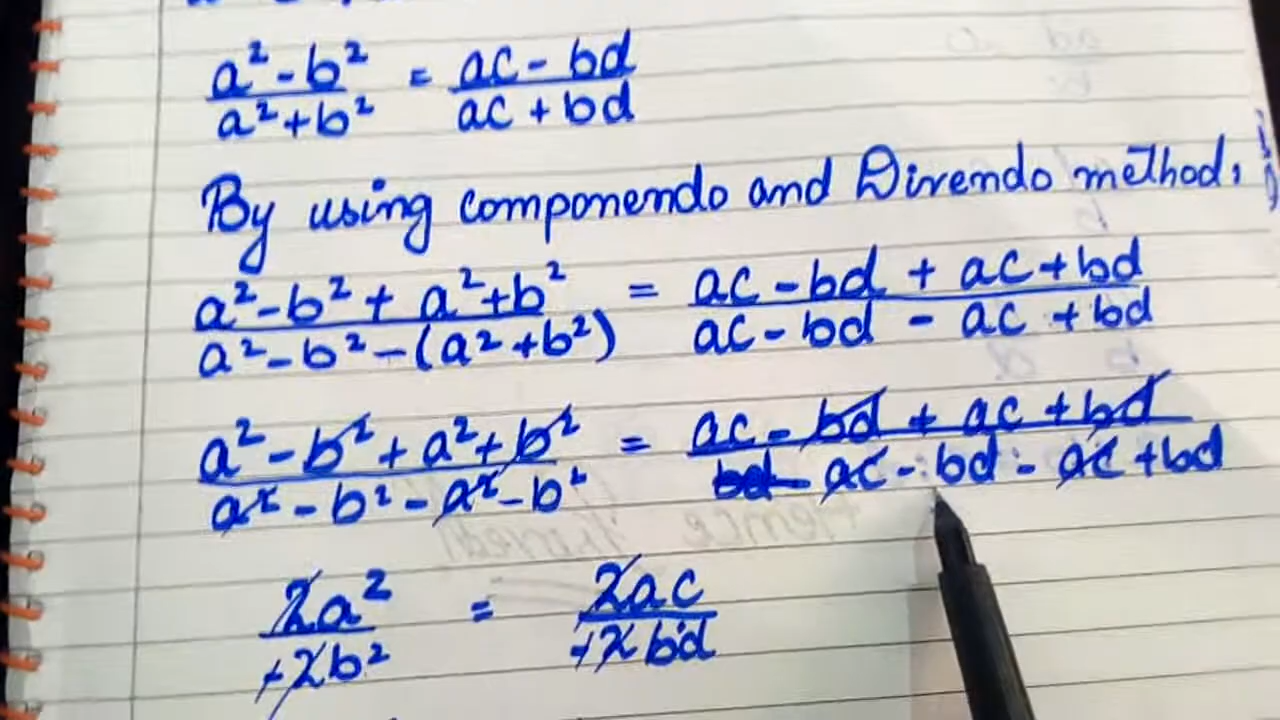 a² - b² / a² + b² = ac - bd / ac + bd
By using componendo and Divendo method,
a² - b² + a² + b² / a² - b² - (a² + b²) = ac - bd + ac + bd / ac - bd - ac + bd
a² - b² + a² + b² / a² - b² - a² - b² = ac - bd + ac + bd / bd - ac - bd - ac + bd
2a² / -2b² = 2ac / -2bd